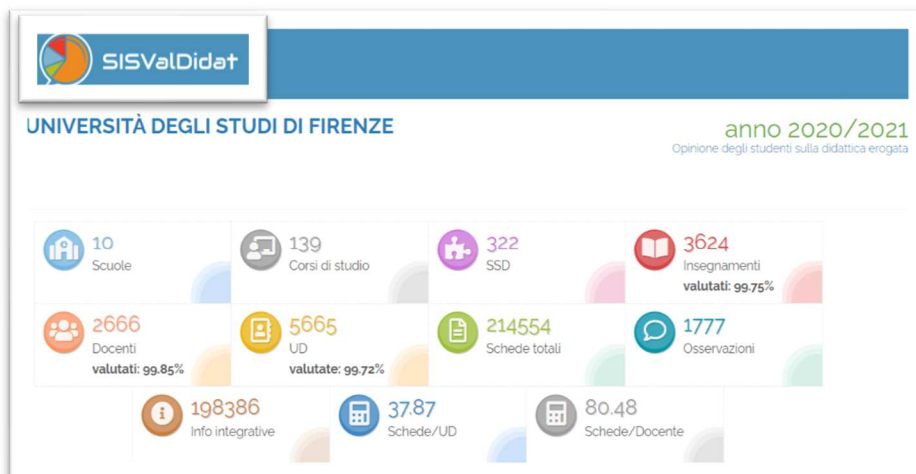 SISValDidat
UNIVERSITÀ DEGLI STUDI DI FIRENZE
anno 2020/2021
Opinione degli studenti sulla didattica erogata
10
Scuole
139
Corsi di studio
322
SSD
3624
Insegnamenti
valutati: 99.75%
2666
Docenti
valutati: 99.85%
5665
UD
valutate: 99.72%
214554
Schede totali
1777
Osservazioni
198386
Info integrative
37.87
Schede/UD
80.48
Schede/Docente